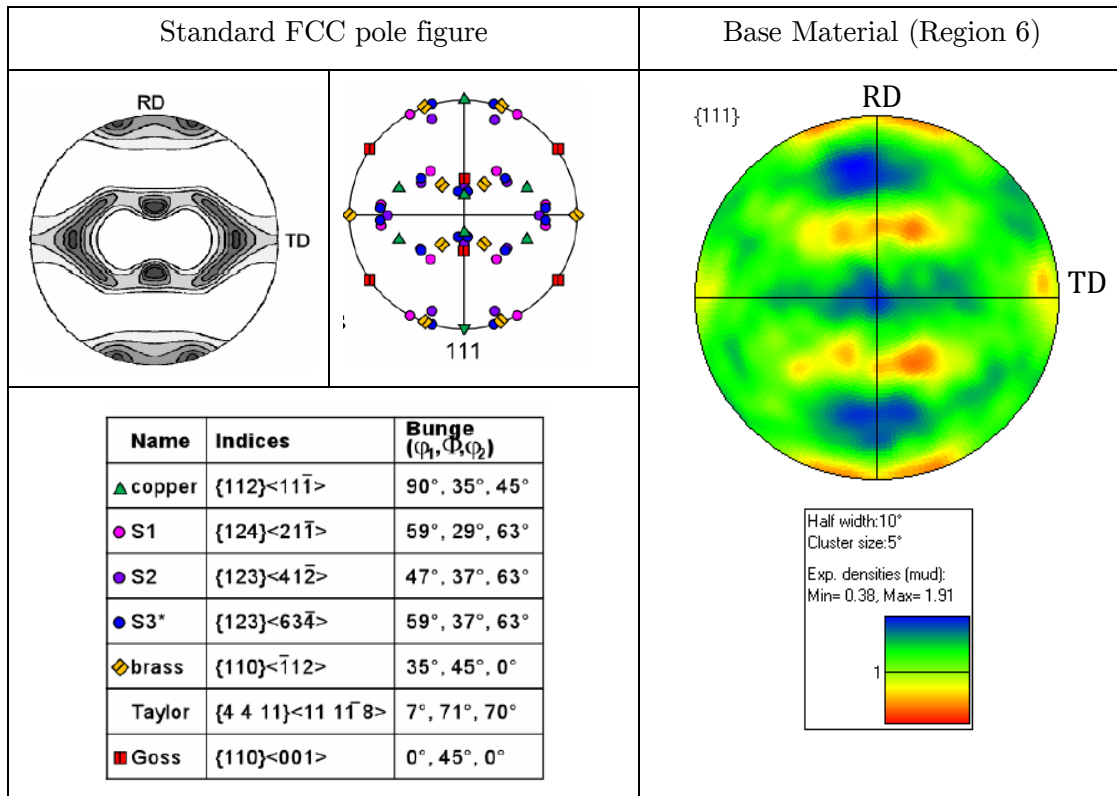 Standard FCC pole figure
Base Material (Region 6)
RD
TD
111
{111}
RD
TD
Name Indices Bunge (φ₁,Φ,φ₂)
copper {112}<111̄> 90°, 35°, 45°
S1 {124}<211̄> 59°, 29°, 63°
S2 {123}<411̄2̄> 47°, 37°, 63°
S3* {123}<634̄> 59°, 37°, 63°
brass {110}<1̄12> 35°, 45°, 0°
Taylor {4 4 11}<11 11 8̄> 7°, 71°, 70°
Goss {110}<001> 0°, 45°, 0°
Half width:10°
Cluster size:5°
Exp. densities (mud):
Min= 0.38, Max= 1.91
1